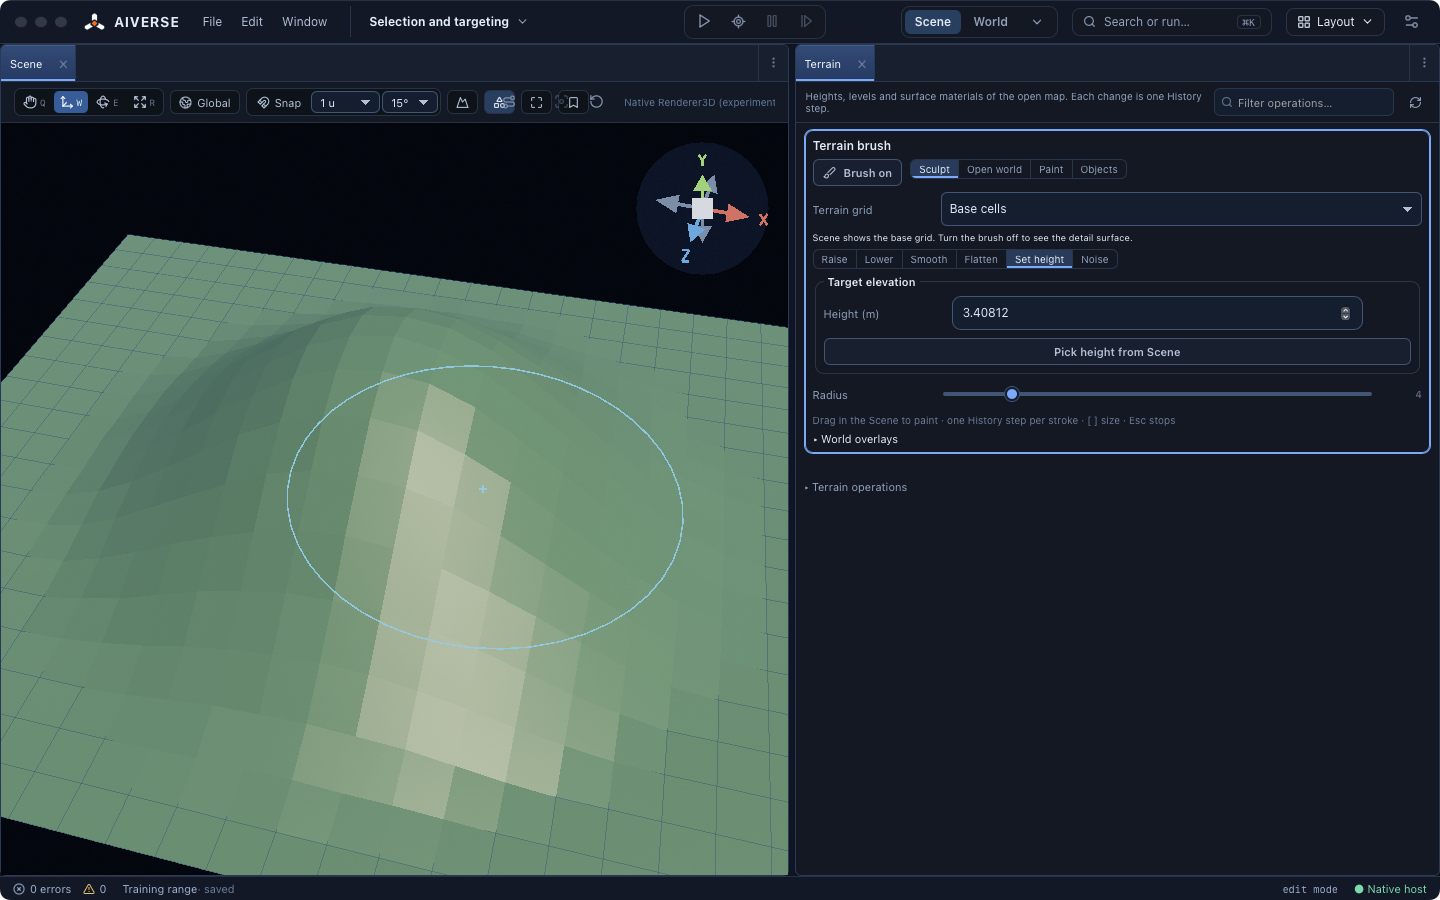 AIVERSE File Edit Window Selection and targeting Scene World Search or run... ⌘K Layout
Scene
Terrain
Q W E R Global Snap 1 u 15° Native Renderer3D (experiment
Heights, levels and surface materials of the open map. Each change is one History
step.
Filter operations...
Terrain brush
Brush on Sculpt Open world Paint Objects
Terrain grid Base cells
Scene shows the base grid. Turn the brush off to see the detail surface.
Raise Lower Smooth Flatten Set height Noise
Target elevation
Height (m) 3.40812
Pick height from Scene
Radius 4
Drag in the Scene to paint · one History step per stroke · [ ] size · Esc stops
World overlays
Terrain operations
Y
X
Z
0 errors 0 Training range · saved edit mode Native host